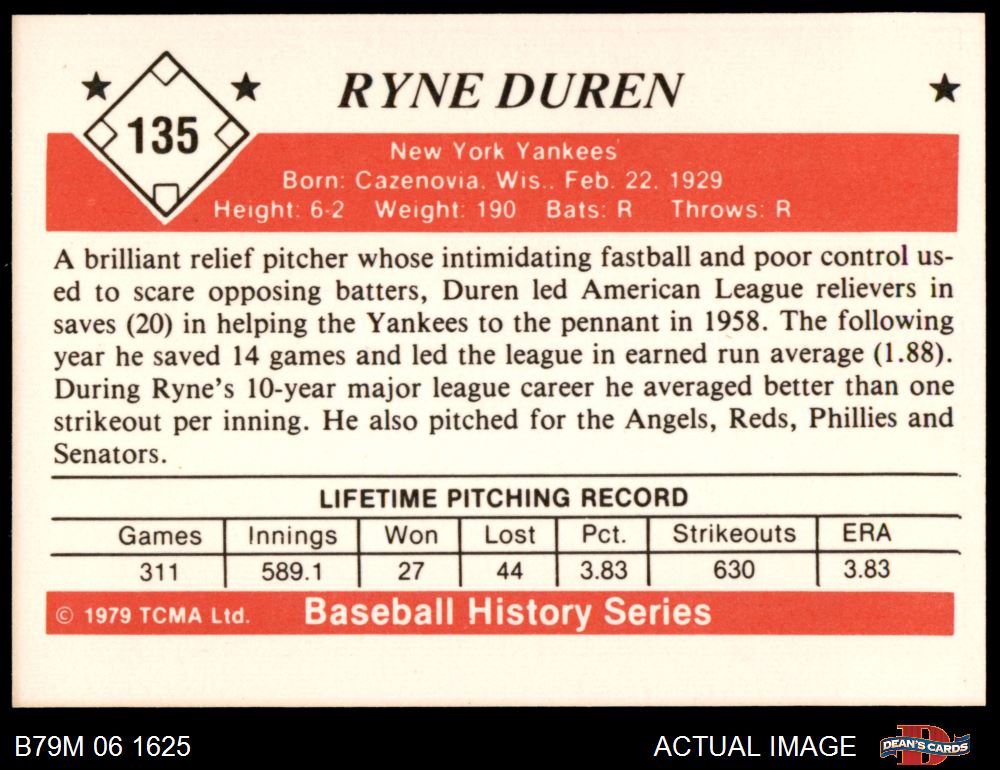 RYNE DUREN
135
New York Yankees
Born: Cazenovia, Wis., Feb. 22, 1929
Height: 6-2 Weight: 190 Bats: R Throws: R
A brilliant relief pitcher whose intimidating fastball and poor control us-
ed to scare opposing batters, Duren led American League relievers in
saves (20) in helping the Yankees to the pennant in 1958. The following
year he saved 14 games and led the league in earned run average (1.88).
During Ryne's 10-year major league career he averaged better than one
strikeout per inning. He also pitched for the Angels, Reds, Phillies and
Senators.
LIFETIME PITCHING RECORD
Games Innings Won Lost Pct. Strikeouts ERA
311 589.1 27 44 3.83 630 3.83
© 1979 TCMA Ltd. Baseball History Series
B79M 06 1625 ACTUAL IMAGE DEAN'S CARDS